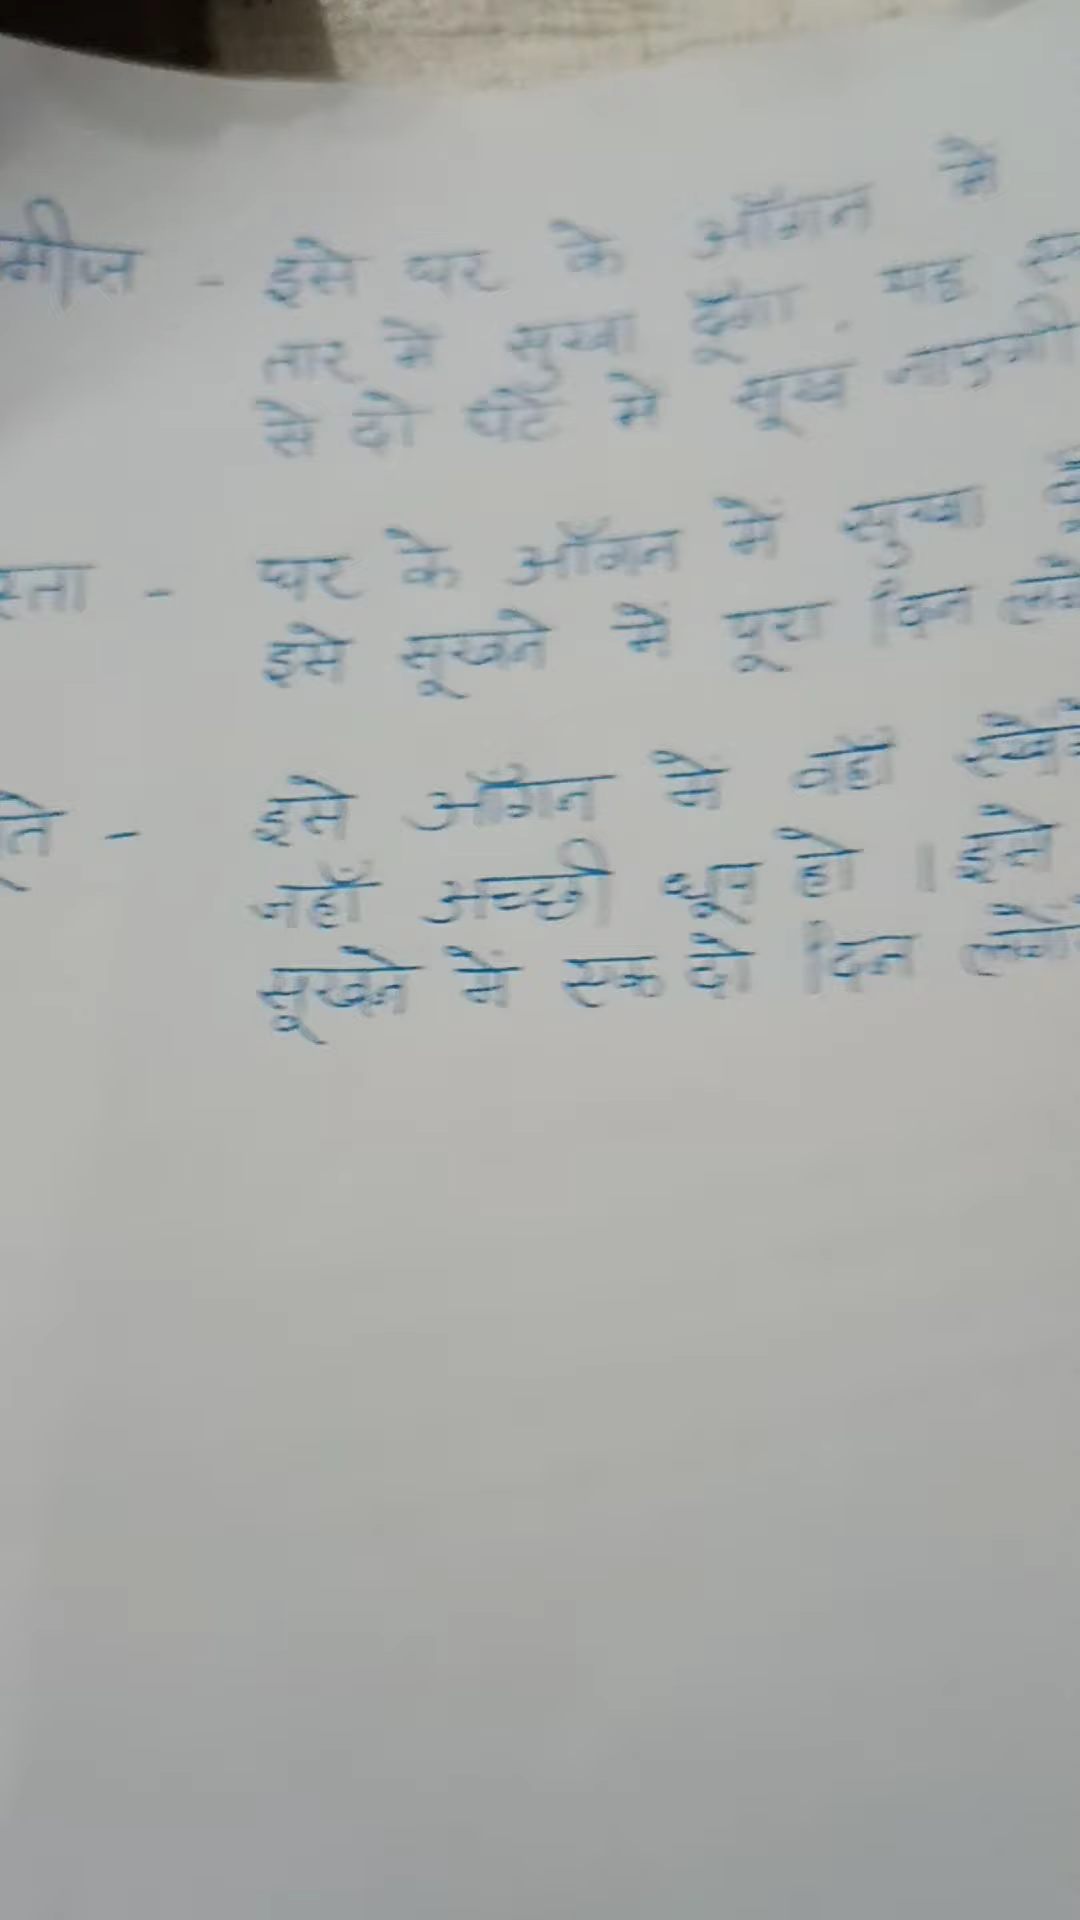 मीज - इसे घर के आँगन में
तार में सुखा दूंगा. यह
से दो घंटे में सूख जाएगी
स्ता - घर के आँगन में सुखा
इसे सूखने में पूरा दिन
ते - इसे आँगन में वहाँ
जहाँ अच्छी धूप हो । इसे
सूखने में एक दो दिन